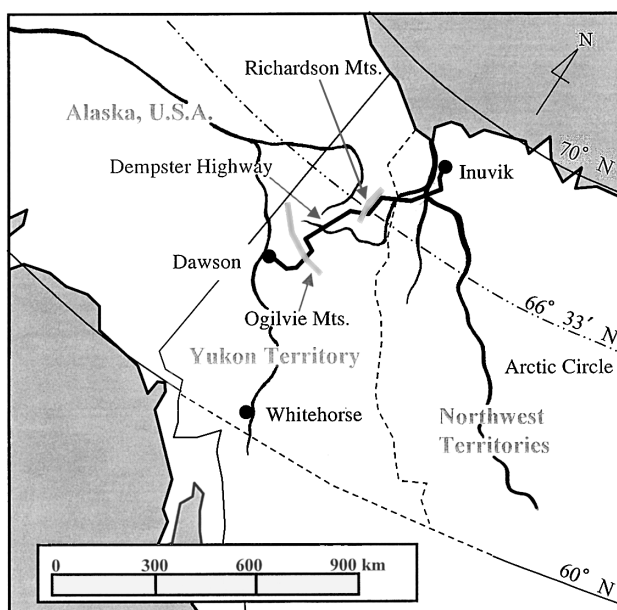 N
Richardson Mts.
Alaska, U.S.A.
Dempster Highway
70° N
Inuvik
Dawson
Ogilvie Mts.
66° 33′ N
Yukon Territory
Arctic Circle
Whitehorse
Northwest
Territories
0 300 600 900 km
60° N